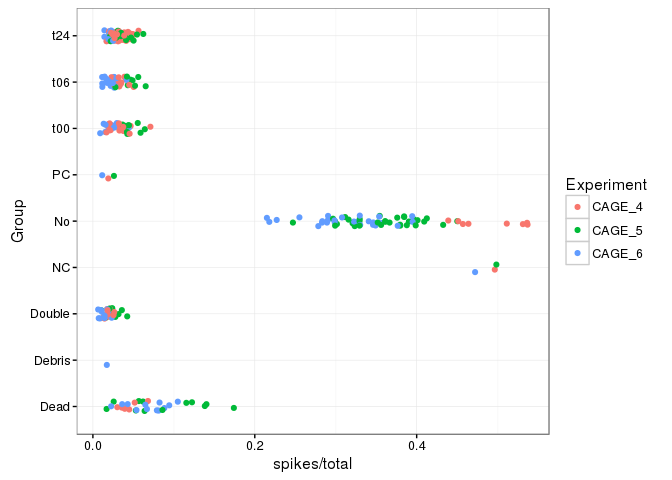 t24
t06
t00
PC
No
NC
Double
Debris
Dead
Group
0.0 0.2 0.4
spikes/total
Experiment
CAGE_4
CAGE_5
CAGE_6